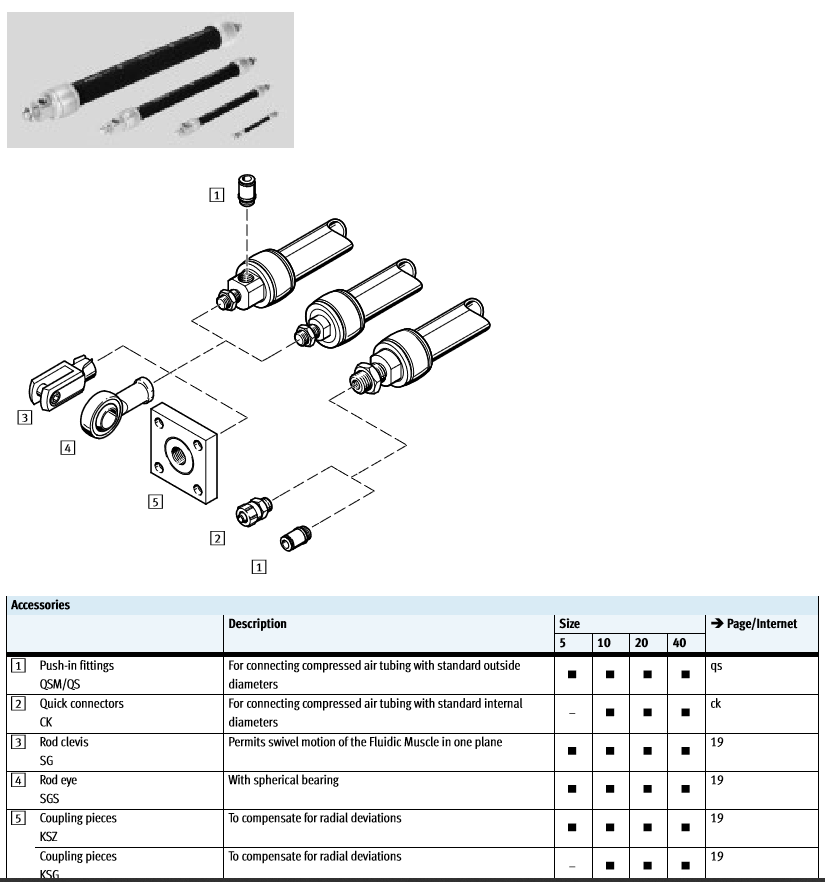 1
3
4
5
2
1
Accessories
Description Size → Page/Internet
5 10 20 40
1 Push-in fittings For connecting compressed air tubing with standard outside qs
QSM/QS diameters
■ ■ ■ ■
2 Quick connectors For connecting compressed air tubing with standard internal ck
CK diameters
– ■ ■ ■
3 Rod clevis Permits swivel motion of the Fluidic Muscle in one plane 19
SG
■ ■ ■ ■
4 Rod eye With spherical bearing 19
SGS
■ ■ ■ ■
5 Coupling pieces To compensate for radial deviations 19
KSZ
■ ■ ■ ■
Coupling pieces To compensate for radial deviations 19
KSG
– ■ ■ ■